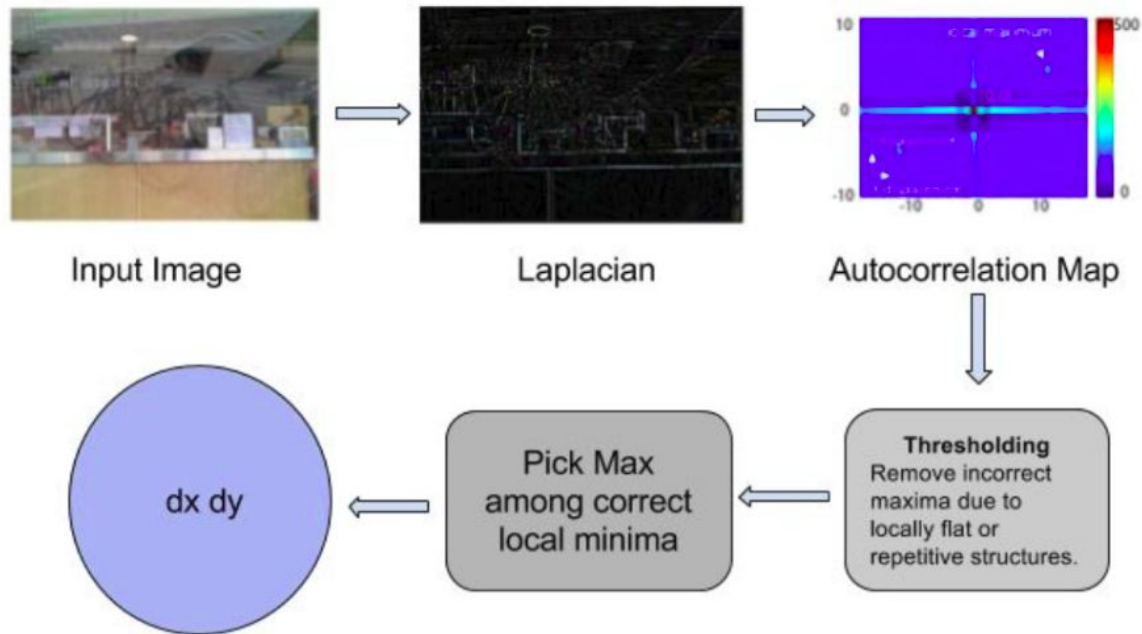 10
0
-10
-10
0
10
500
0
Input Image
Laplacian
Autocorrelation Map
Thresholding
Remove incorrect
maxima due to
locally flat or
repetitive structures.
Pick Max
among correct
local minima
dx dy